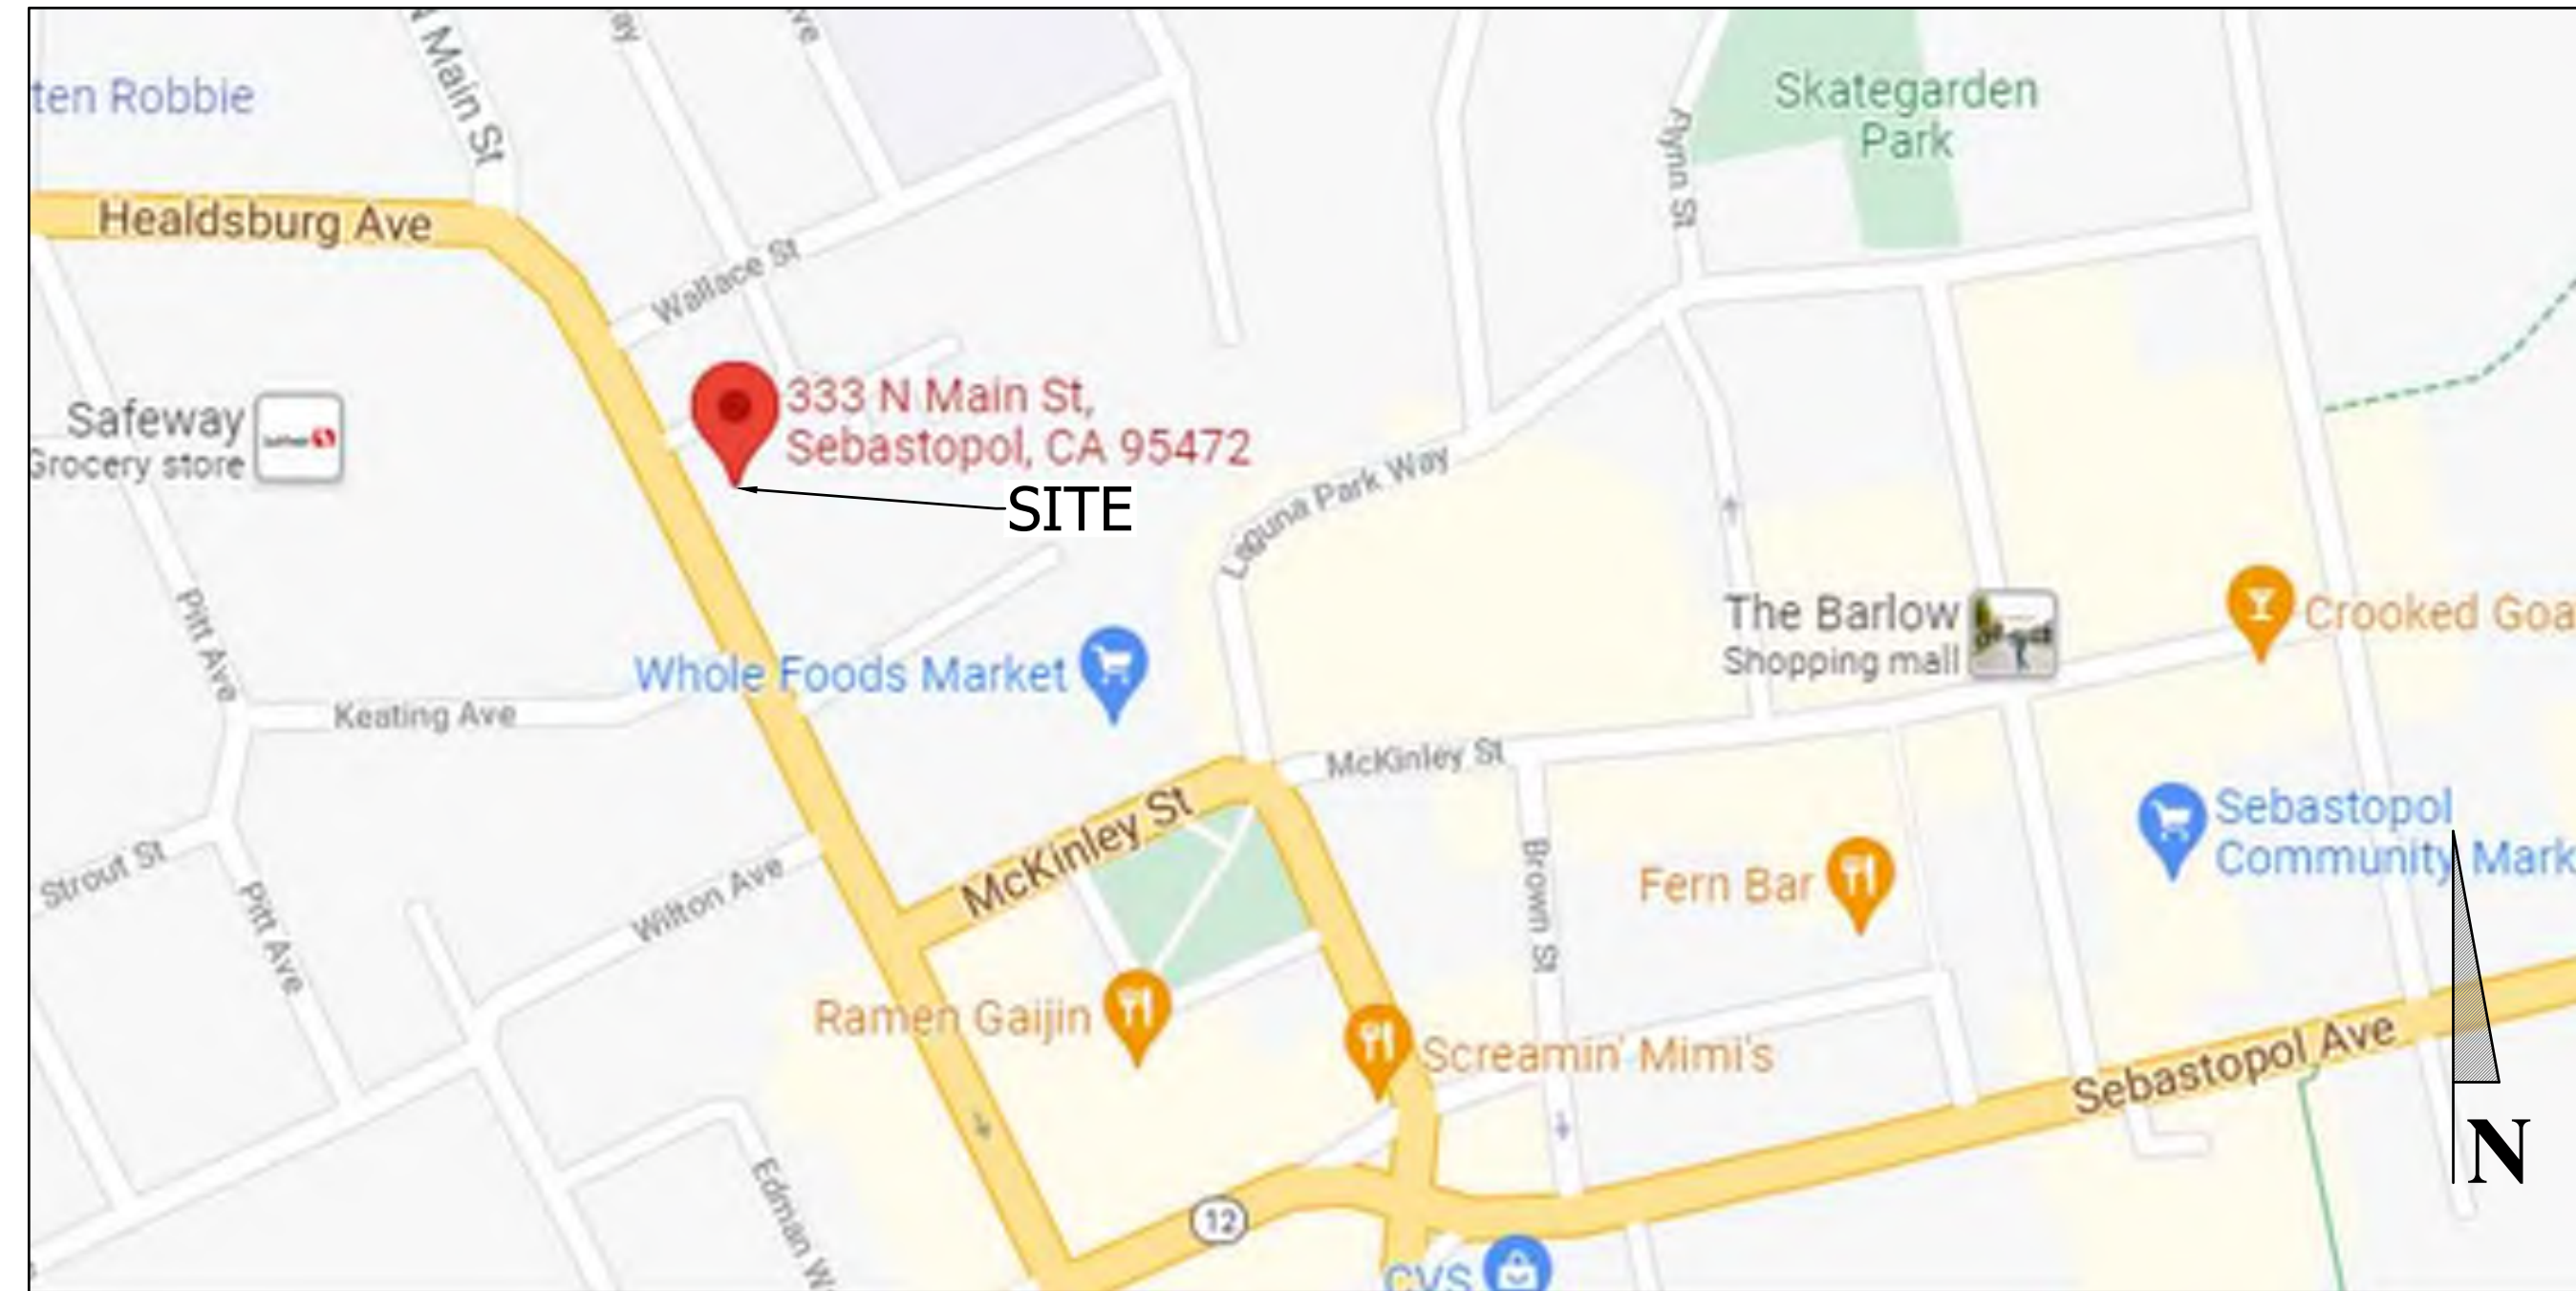 N Main St
ay
ve
ten Robbie
Skategarden
Park
Flynn St
Healdsburg Ave
Wallace St
333 N Main St,
Sebastopol, CA 95472
Safeway
Grocery store
SITE
Laguna Park Way
Pitt Ave
The Barlow
Shopping mall
Crooked Goa
Whole Foods Market
Keating Ave
McKinley St
McKinley St
Sebastopol
Community Mark
Strout St
Pitt Ave
Wilton Ave
Brown St
Fern Bar
Ramen Gaijin
Screamin' Mimi's
Sebastopol Ave
N
Edman W
12
CVS